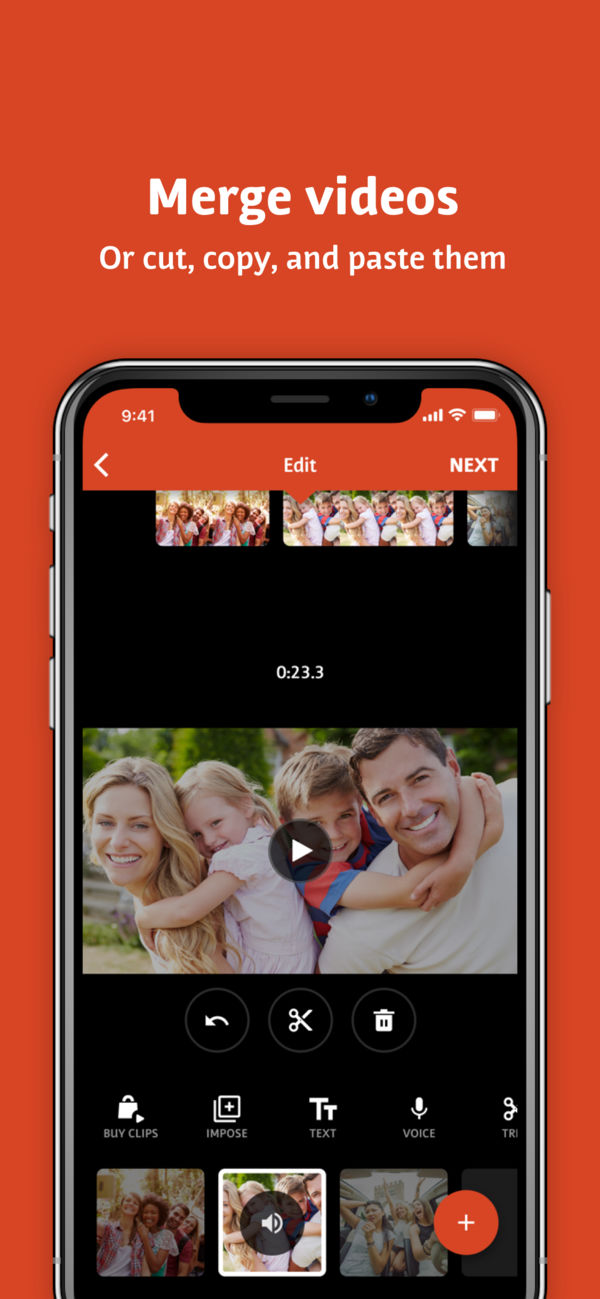 Merge videos
Or cut, copy, and paste them
9:41
Edit
NEXT
0:23.3
BUY CLIPS
IMPOSE
TEXT
VOICE